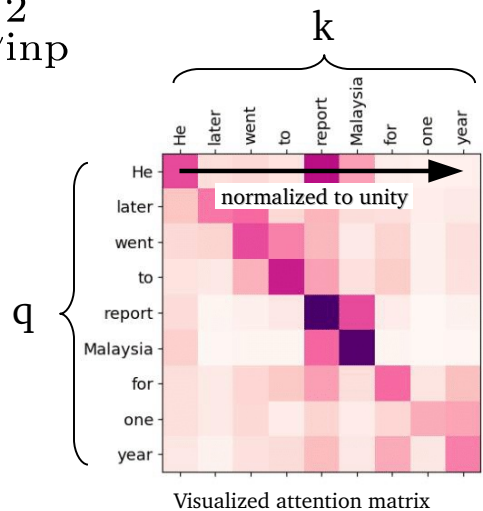 2
/inp
k
He later went to report Malaysia for one year
He
normalized to unity
later
went
to
q
report
Malaysia
for
one
year
Visualized attention matrix